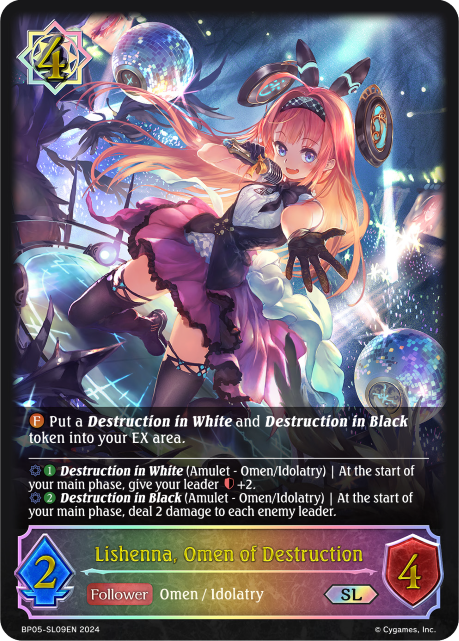 4
F Put a Destruction in White and Destruction in Black
token into your EX area.
1 Destruction in White (Amulet - Omen/Idolatry) | At the start of
your main phase, give your leader +2.
2 Destruction in Black (Amulet - Omen/Idolatry) | At the start of
your main phase, deal 2 damage to each enemy leader.
Lishenna, Omen of Destruction
2
4
Follower Omen / Idolatry SL
BP05-SL09EN 2024 © Cygames, Inc.